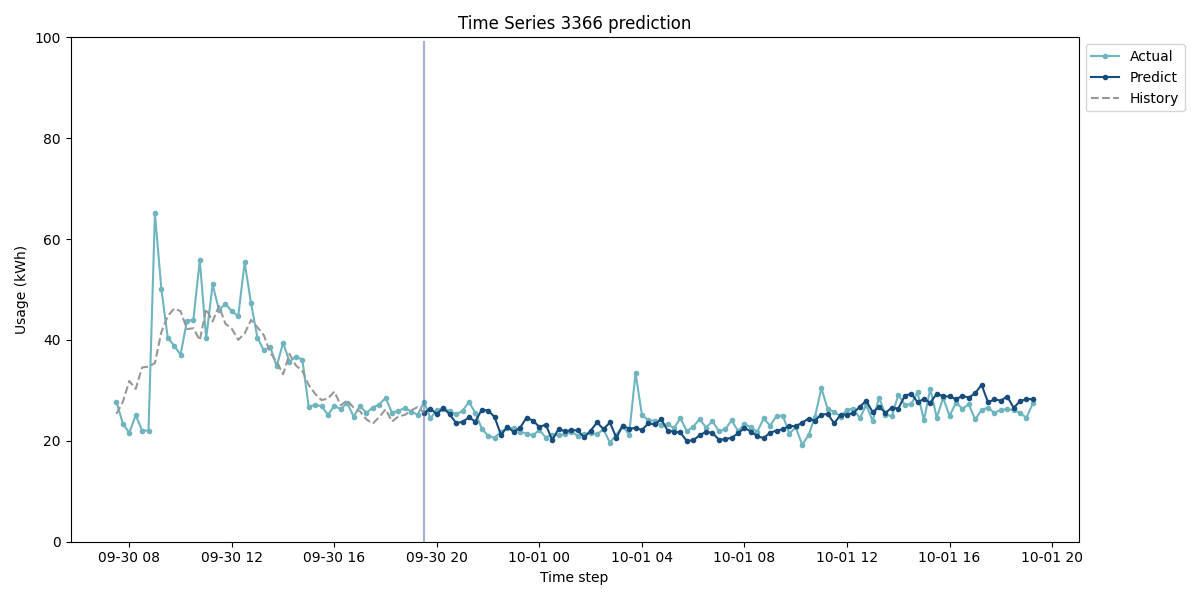 Time Series 3366 prediction
Usage (kWh)
100
80
60
40
20
0
09-30 08
09-30 12
09-30 16
09-30 20
10-01 00
10-01 04
10-01 08
10-01 12
10-01 16
10-01 20
Time step
Actual
Predict
History